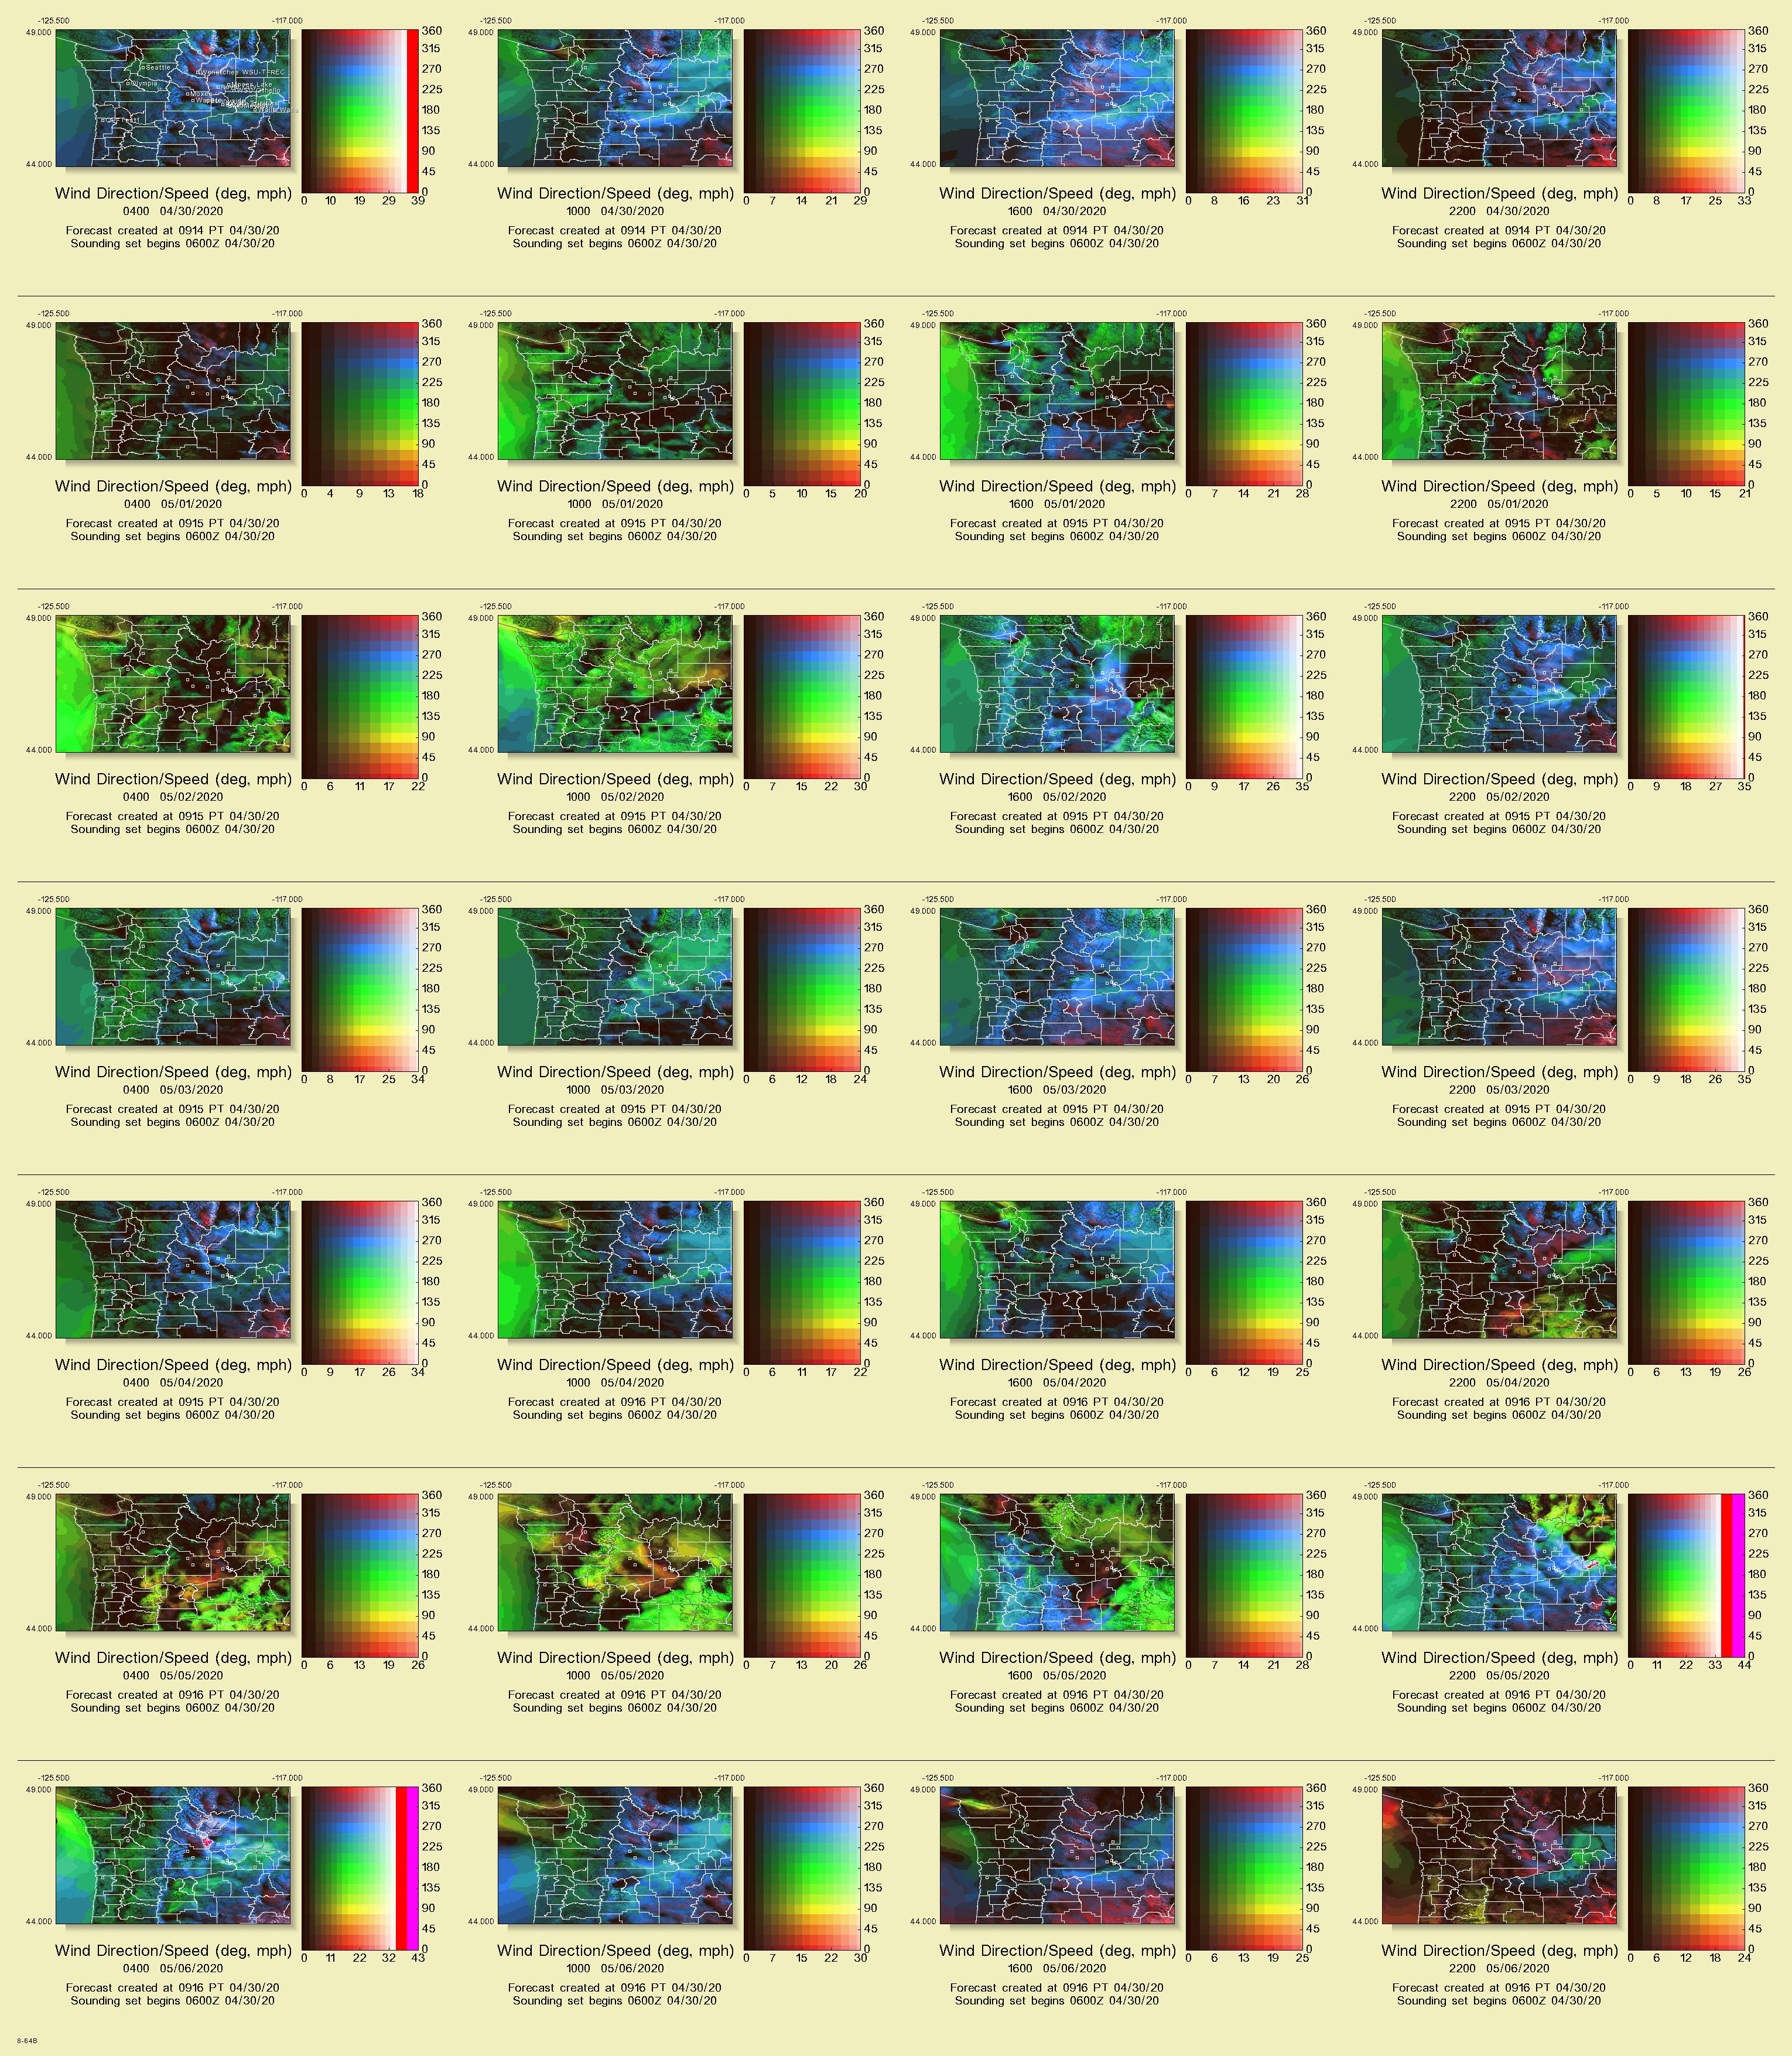 -125.500 -117.000 -125.500 -117.000 -125.500 -117.000 -125.500 -117.000
49.000 360 49.000 360 49.000 360 49.000 360
315 315 315 315
Seattle
270 270 270 270
Wenatchee WSU-TFREC
Olympia
Moses Lake
225 225 225 225
Moxee
180 180 180 180
135 135 135 135
90 90 90 90
44.000 44.000 44.000 44.000
45 45 45 45
0 0 0 0
Wind Direction/Speed (deg, mph) 0 10 19 29 39 Wind Direction/Speed (deg, mph) 0 7 14 21 29 Wind Direction/Speed (deg, mph) 0 8 16 23 31 Wind Direction/Speed (deg, mph) 0 8 17 25 33
0400 04/30/2020 1000 04/30/2020 1600 04/30/2020 2200 04/30/2020
Forecast created at 0914 PT 04/30/20 Forecast created at 0914 PT 04/30/20 Forecast created at 0914 PT 04/30/20 Forecast created at 0914 PT 04/30/20
Sounding set begins 0600Z 04/30/20 Sounding set begins 0600Z 04/30/20 Sounding set begins 0600Z 04/30/20 Sounding set begins 0600Z 04/30/20
-125.500 -117.000 -125.500 -117.000 -125.500 -117.000 -125.500 -117.000
49.000 360 49.000 360 49.000 360 49.000 360
315 315 315 315
270 270 270 270
225 225 225 225
180 180 180 180
135 135 135 135
90 90 90 90
44.000 44.000 44.000 44.000
45 45 45 45
0 0 0 0
Wind Direction/Speed (deg, mph) 0 4 9 13 18 Wind Direction/Speed (deg, mph) 0 5 10 15 20 Wind Direction/Speed (deg, mph) 0 7 14 21 28 Wind Direction/Speed (deg, mph) 0 5 10 15 21
0400 05/01/2020 1000 05/01/2020 1600 05/01/2020 2200 05/01/2020
Forecast created at 0915 PT 04/30/20 Forecast created at 0915 PT 04/30/20 Forecast created at 0915 PT 04/30/20 Forecast created at 0915 PT 04/30/20
Sounding set begins 0600Z 04/30/20 Sounding set begins 0600Z 04/30/20 Sounding set begins 0600Z 04/30/20 Sounding set begins 0600Z 04/30/20
-125.500 -117.000 -125.500 -117.000 -125.500 -117.000 -125.500 -117.000
49.000 360 49.000 360 49.000 360 49.000 360
315 315 315 315
270 270 270 270
225 225 225 225
180 180 180 180
135 135 135 135
90 90 90 90
44.000 44.000 44.000 44.000
45 45 45 45
0 0 0 0
Wind Direction/Speed (deg, mph) 0 6 11 17 22 Wind Direction/Speed (deg, mph) 0 7 15 22 30 Wind Direction/Speed (deg, mph) 0 9 17 26 35 Wind Direction/Speed (deg, mph) 0 9 18 27 35
0400 05/02/2020 1000 05/02/2020 1600 05/02/2020 2200 05/02/2020
Forecast created at 0915 PT 04/30/20 Forecast created at 0915 PT 04/30/20 Forecast created at 0915 PT 04/30/20 Forecast created at 0915 PT 04/30/20
Sounding set begins 0600Z 04/30/20 Sounding set begins 0600Z 04/30/20 Sounding set begins 0600Z 04/30/20 Sounding set begins 0600Z 04/30/20
-125.500 -117.000 -125.500 -117.000 -125.500 -117.000 -125.500 -117.000
49.000 360 49.000 360 49.000 360 49.000 360
315 315 315 315
270 270 270 270
225 225 225 225
180 180 180 180
135 135 135 135
90 90 90 90
44.000 44.000 44.000 44.000
45 45 45 45
0 0 0 0
Wind Direction/Speed (deg, mph) 0 8 17 25 34 Wind Direction/Speed (deg, mph) 0 6 12 18 24 Wind Direction/Speed (deg, mph) 0 7 13 20 26 Wind Direction/Speed (deg, mph) 0 9 18 26 35
0400 05/03/2020 1000 05/03/2020 1600 05/03/2020 2200 05/03/2020
Forecast created at 0915 PT 04/30/20 Forecast created at 0915 PT 04/30/20 Forecast created at 0915 PT 04/30/20 Forecast created at 0915 PT 04/30/20
Sounding set begins 0600Z 04/30/20 Sounding set begins 0600Z 04/30/20 Sounding set begins 0600Z 04/30/20 Sounding set begins 0600Z 04/30/20
-125.500 -117.000 -125.500 -117.000 -125.500 -117.000 -125.500 -117.000
49.000 360 49.000 360 49.000 360 49.000 360
315 315 315 315
270 270 270 270
225 225 225 225
180 180 180 180
135 135 135 135
90 90 90 90
44.000 44.000 44.000 44.000
45 45 45 45
0 0 0 0
Wind Direction/Speed (deg, mph) 0 9 17 26 34 Wind Direction/Speed (deg, mph) 0 6 11 17 22 Wind Direction/Speed (deg, mph) 0 6 12 19 25 Wind Direction/Speed (deg, mph) 0 6 13 19 26
0400 05/04/2020 1000 05/04/2020 1600 05/04/2020 2200 05/04/2020
Forecast created at 0915 PT 04/30/20 Forecast created at 0916 PT 04/30/20 Forecast created at 0916 PT 04/30/20 Forecast created at 0916 PT 04/30/20
Sounding set begins 0600Z 04/30/20 Sounding set begins 0600Z 04/30/20 Sounding set begins 0600Z 04/30/20 Sounding set begins 0600Z 04/30/20
-125.500 -117.000 -125.500 -117.000 -125.500 -117.000 -125.500 -117.000
49.000 360 49.000 360 49.000 360 49.000 360
315 315 315 315
270 270 270 270
225 225 225 225
180 180 180 180
135 135 135 135
90 90 90 90
44.000 44.000 44.000 44.000
45 45 45 45
0 0 0 0
Wind Direction/Speed (deg, mph) 0 6 13 19 26 Wind Direction/Speed (deg, mph) 0 7 13 20 26 Wind Direction/Speed (deg, mph) 0 7 14 21 28 Wind Direction/Speed (deg, mph) 0 11 22 33 44
0400 05/05/2020 1000 05/05/2020 1600 05/05/2020 2200 05/05/2020
Forecast created at 0916 PT 04/30/20 Forecast created at 0916 PT 04/30/20 Forecast created at 0916 PT 04/30/20 Forecast created at 0916 PT 04/30/20
Sounding set begins 0600Z 04/30/20 Sounding set begins 0600Z 04/30/20 Sounding set begins 0600Z 04/30/20 Sounding set begins 0600Z 04/30/20
-125.500 -117.000 -125.500 -117.000 -125.500 -117.000 -125.500 -117.000
49.000 360 49.000 360 49.000 360 49.000 360
315 315 315 315
270 270 270 270
225 225 225 225
180 180 180 180
135 135 135 135
90 90 90 90
44.000 44.000 44.000 44.000
45 45 45 45
0 0 0 0
Wind Direction/Speed (deg, mph) 0 11 22 32 43 Wind Direction/Speed (deg, mph) 0 7 15 22 30 Wind Direction/Speed (deg, mph) 0 6 12 19 25 Wind Direction/Speed (deg, mph) 0 6 12 18 24
0400 05/06/2020 1000 05/06/2020 1600 05/06/2020 2200 05/06/2020
Forecast created at 0916 PT 04/30/20 Forecast created at 0916 PT 04/30/20 Forecast created at 0916 PT 04/30/20 Forecast created at 0916 PT 04/30/20
Sounding set begins 0600Z 04/30/20 Sounding set begins 0600Z 04/30/20 Sounding set begins 0600Z 04/30/20 Sounding set begins 0600Z 04/30/20
8-64B